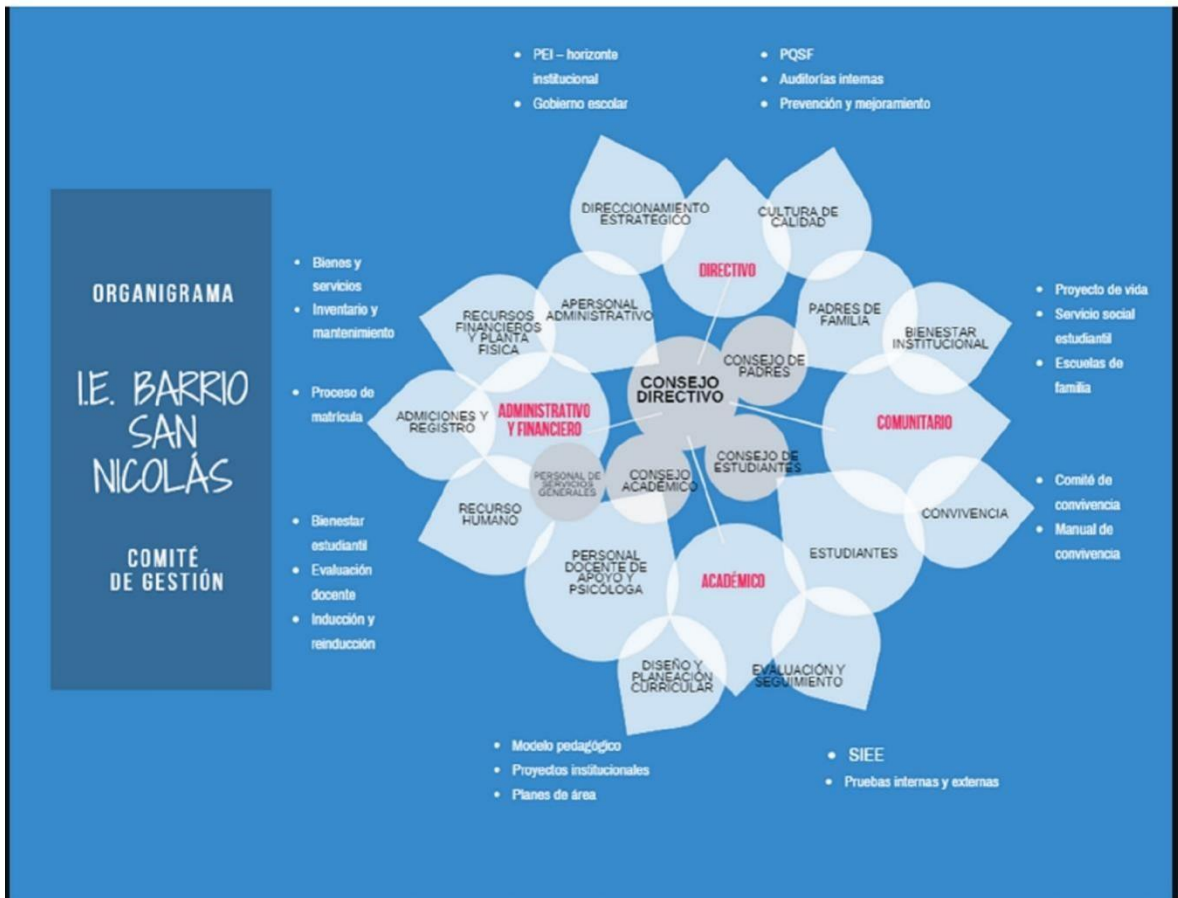 • PEI – horizonte
institucional
• Gobierno escolar
• PQSF
• Auditorías internas
• Prevención y mejoramiento
ORGANIGRAMA
I.E. BARRIO
SAN
NICOLÁS
COMITÉ
DE GESTIÓN
• Bienes y
servicios
• Inventario y
mantenimiento
• Proceso de
matrícula
• Bienestar
estudiantil
• Evaluación
docente
• Inducción y
reinducción
DIRECCIONAMIENTO
ESTRATEGICO
CULTURA DE
CALIDAD
DIRECTIVO
APERSONAL
ADMINISTRATIVO
PADRES DE
FAMILIA
RECURSOS
FINANCIEROS
Y PLANTA
FISICA
BIENESTAR
INSTITUCIONAL
CONSEJO DE
PADRES
CONSEJO
DIRECTIVO
ADMICIONES Y
REGISTRO
ADMINISTRATIVO
Y FINANCIERO
COMUNITARIO
CONSEJO DE
ESTUDIANTES
PERSONAL DE
SERVICIOS
GENERALES
CONSEJO
ACADÉMICO
RECURSO
HUMANO
CONVIVENCIA
ESTUDIANTES
PERSONAL
DOCENTE DE
APOYO Y
PSICÓLOGA
ACADÉMICO
DISEÑO Y
PLANEACIÓN
CURRICULAR
EVALUACIÓN Y
SEGUIMIENTO
• Proyecto de vida
• Servicio social
estudiantil
• Escuelas de
familia
• Comité de
convivencia
• Manual de
convivencia
• Modelo pedagógico
• Proyectos institucionales
• Planes de área
• SIEE
• Pruebas internas y externas